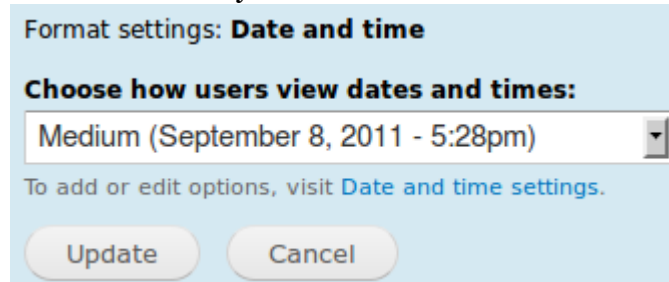 Format settings: Date and time
Choose how users view dates and times:
Medium (September 8, 2011 - 5:28pm)
To add or edit options, visit Date and time settings.
Update Cancel